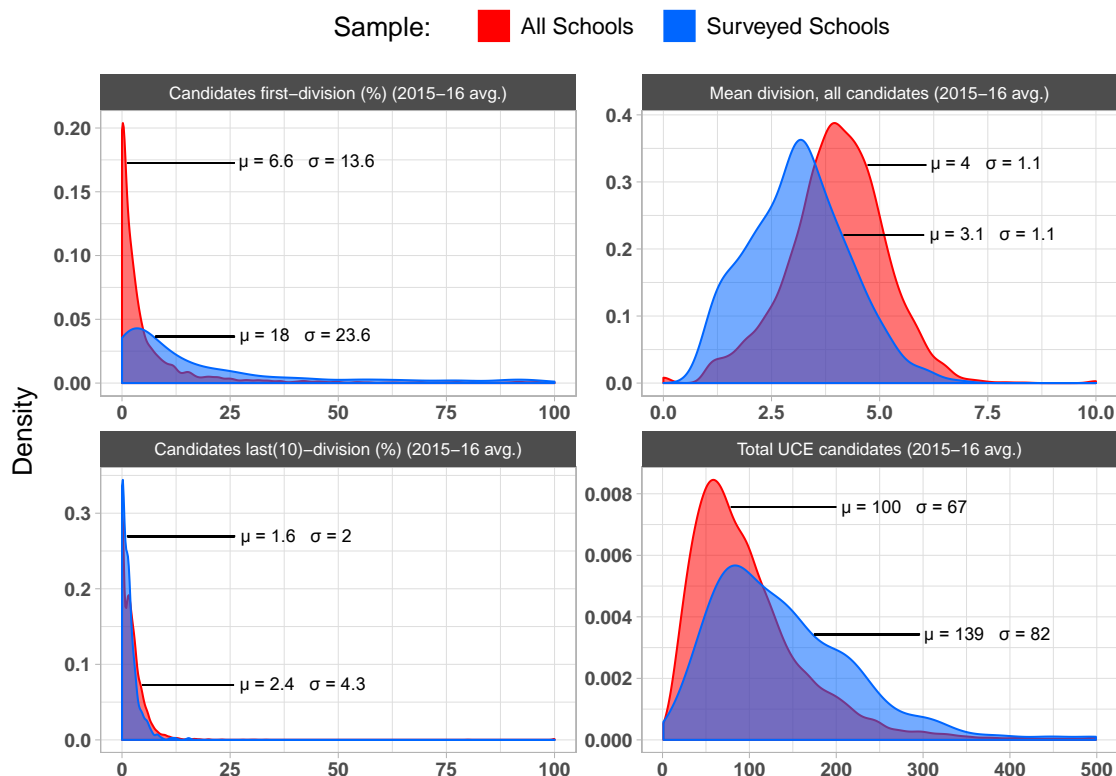 Sample: All Schools Surveyed Schools
Candidates first−division (%) (2015−16 avg.)
0.20
0.15
0.10
0.05
0.00
μ = 6.6 σ = 13.6
μ = 18 σ = 23.6
0 25 50 75 100
Mean division, all candidates (2015−16 avg.)
0.4
0.3
0.2
0.1
0.0
μ = 4 σ = 1.1
μ = 3.1 σ = 1.1
0.0 2.5 5.0 7.5 10.0
Density
Candidates last(10)−division (%) (2015−16 avg.)
0.3
0.2
0.1
0.0
μ = 1.6 σ = 2
μ = 2.4 σ = 4.3
0 25 50 75 100
Total UCE candidates (2015−16 avg.)
0.008
0.006
0.004
0.002
0.000
μ = 100 σ = 67
μ = 139 σ = 82
0 100 200 300 400 500